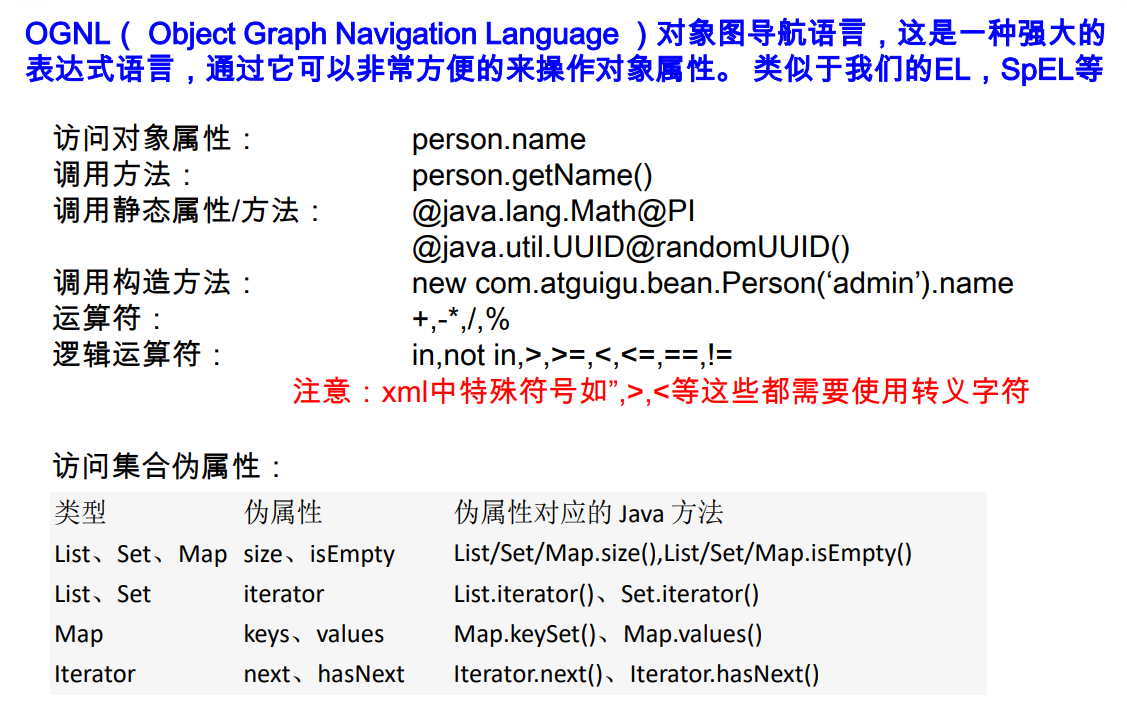 OGNL（ Object Graph Navigation Language ）对象图导航语言，这是一种强大的
表达式语言，通过它可以非常方便的来操作对象属性。 类似于我们的EL，SpEL等
访问对象属性： person.name
调用方法： person.getName()
调用静态属性/方法： @java.lang.Math@PI
@java.util.UUID@randomUUID()
调用构造方法： new com.atguigu.bean.Person(‘admin’).name
运算符： +,-*,/,%
逻辑运算符： in,not in,>,>=,<,<=,==,!=
注意：xml中特殊符号如”,>,<等这些都需要使用转义字符
访问集合伪属性：
类型 伪属性 伪属性对应的 Java 方法
List、Set、Map size、isEmpty List/Set/Map.size(),List/Set/Map.isEmpty()
List、Set iterator List.iterator()、Set.iterator()
Map keys、values Map.keySet()、Map.values()
Iterator next、hasNext Iterator.next()、Iterator.hasNext()